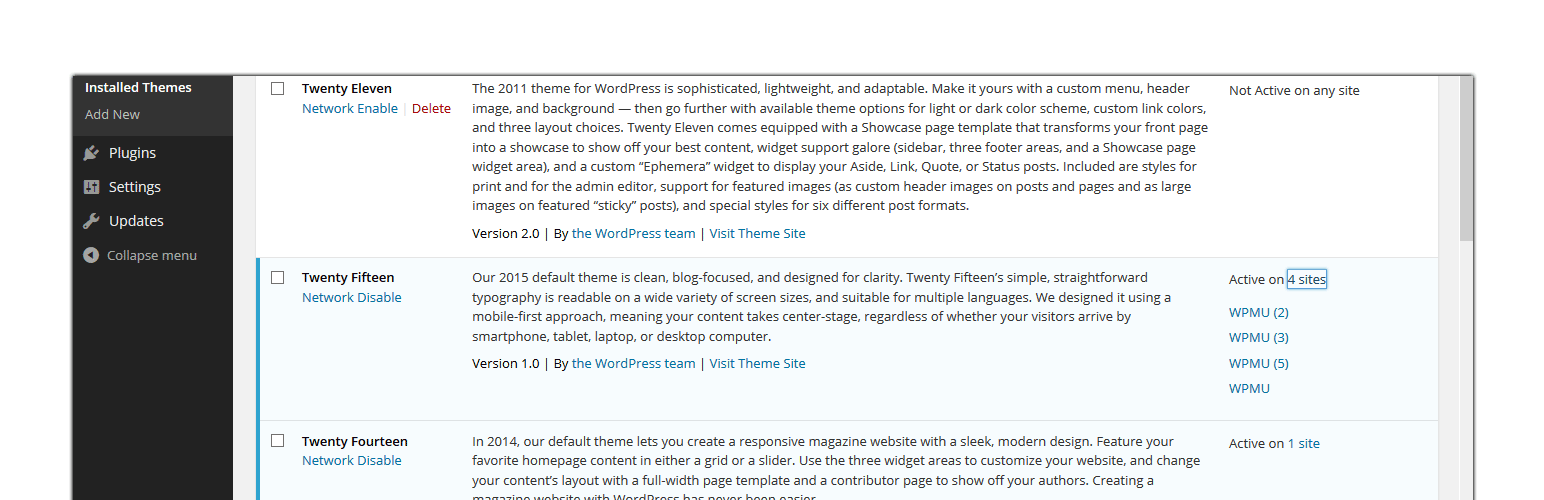 Installed Themes
Add New
Plugins
Settings
Updates
Collapse menu
Twenty Eleven
Network Enable | Delete
The 2011 theme for WordPress is sophisticated, lightweight, and adaptable. Make it yours with a custom menu, header
image, and background — then go further with available theme options for light or dark color scheme, custom link colors,
and three layout choices. Twenty Eleven comes equipped with a Showcase page template that transforms your front page
into a showcase to show off your best content, widget support galore (sidebar, three footer areas, and a Showcase page
widget area), and a custom “Ephemera” widget to display your Aside, Link, Quote, or Status posts. Included are styles for
print and for the admin editor, support for featured images (as custom header images on posts and pages and as large
images on featured “sticky” posts), and special styles for six different post formats.
Version 2.0 | By the WordPress team | Visit Theme Site
Not Active on any site
Twenty Fifteen
Network Disable
Our 2015 default theme is clean, blog-focused, and designed for clarity. Twenty Fifteen’s simple, straightforward
typography is readable on a wide variety of screen sizes, and suitable for multiple languages. We designed it using a
mobile-first approach, meaning your content takes center-stage, regardless of whether your visitors arrive by
smartphone, tablet, laptop, or desktop computer.
Version 1.0 | By the WordPress team | Visit Theme Site
Active on 4 sites
WPMU (2)
WPMU (3)
WPMU (5)
WPMU
Twenty Fourteen
Network Disable
In 2014, our default theme lets you create a responsive magazine website with a sleek, modern design. Feature your
favorite homepage content in either a grid or a slider. Use the three widget areas to customize your website, and change
your content’s layout with a full-width page template and a contributor page to show off your authors. Creating a
magazine website with WordPress has never been easier.
Active on 1 site